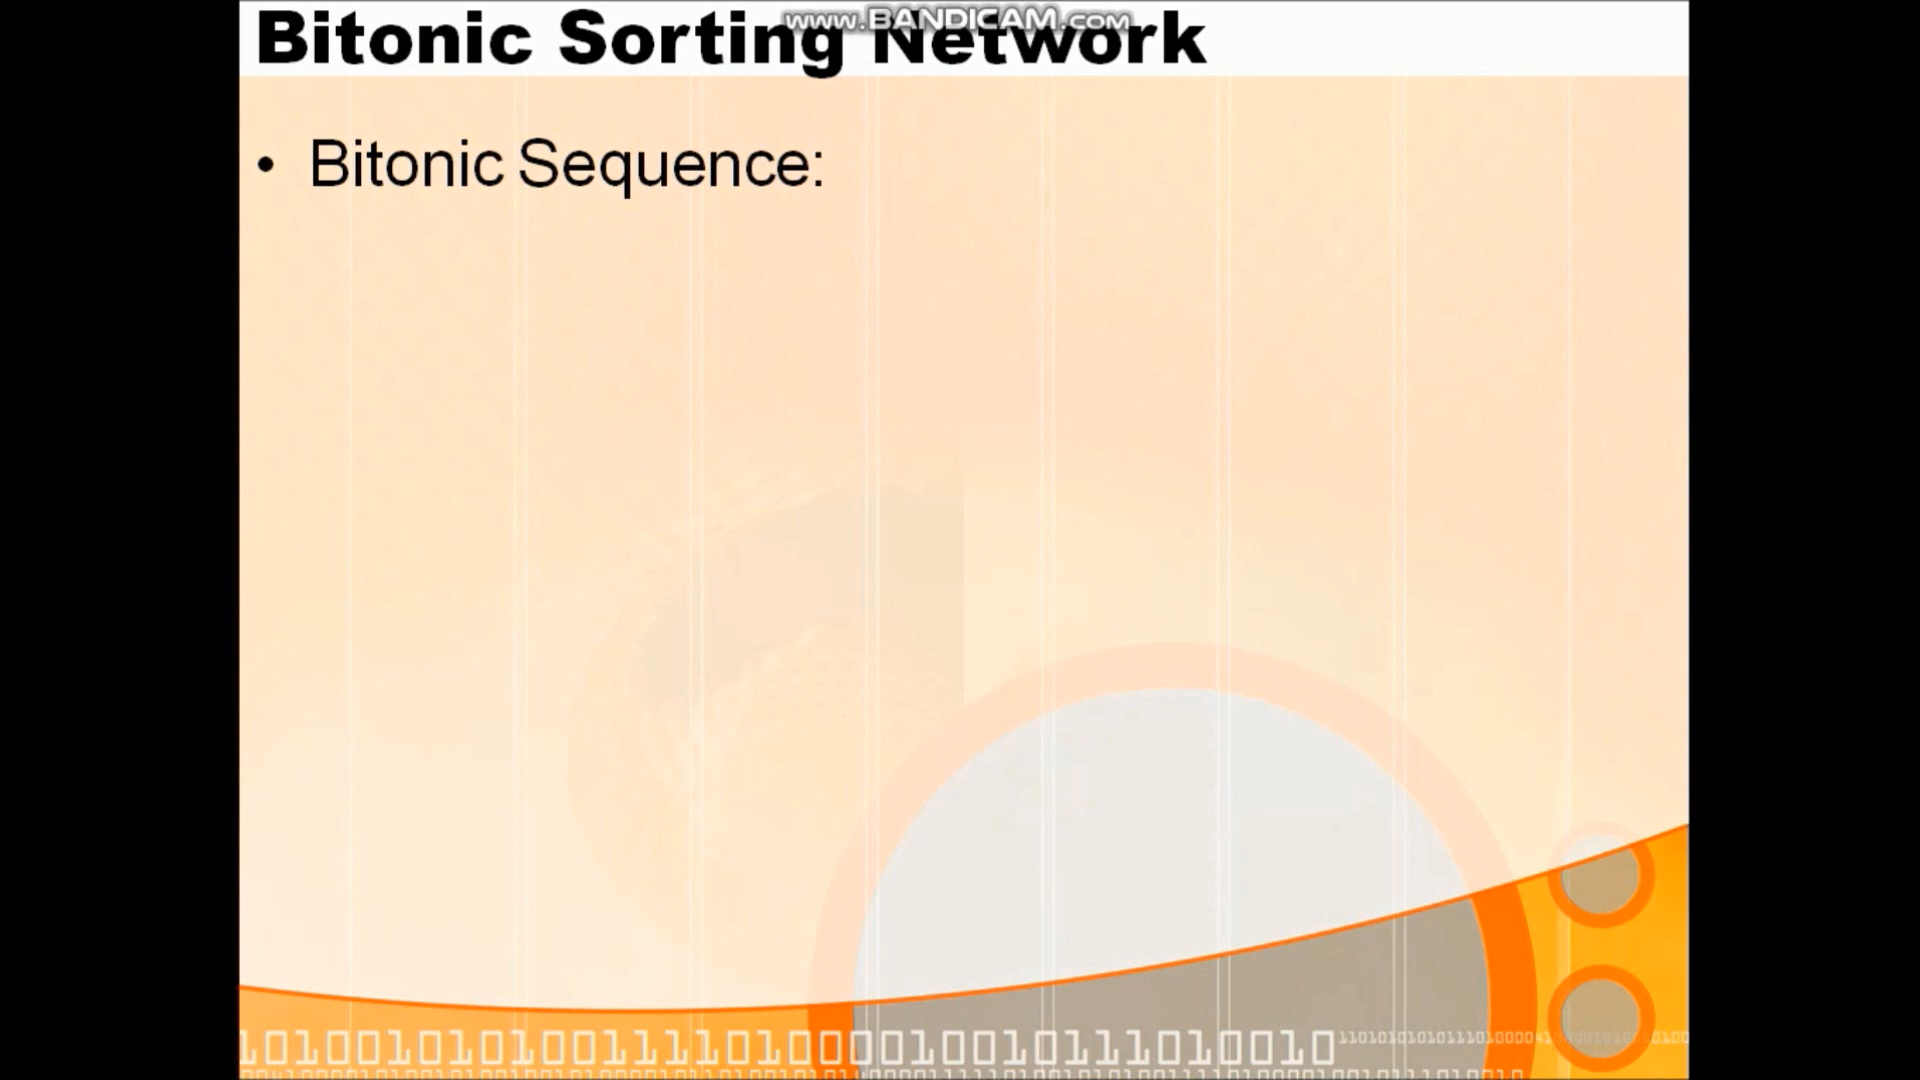 www.BANDICAM.com
Bitonic Sorting Network
• Bitonic Sequence:
101001010100111101000010010111010010